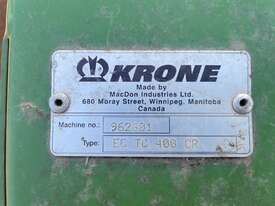 KRONE
Made by
MacDon Industries Ltd.
680 Moray Street, Winnipeg, Manitoba
Canada
Machine no.:
Type: EC TC 400 CR